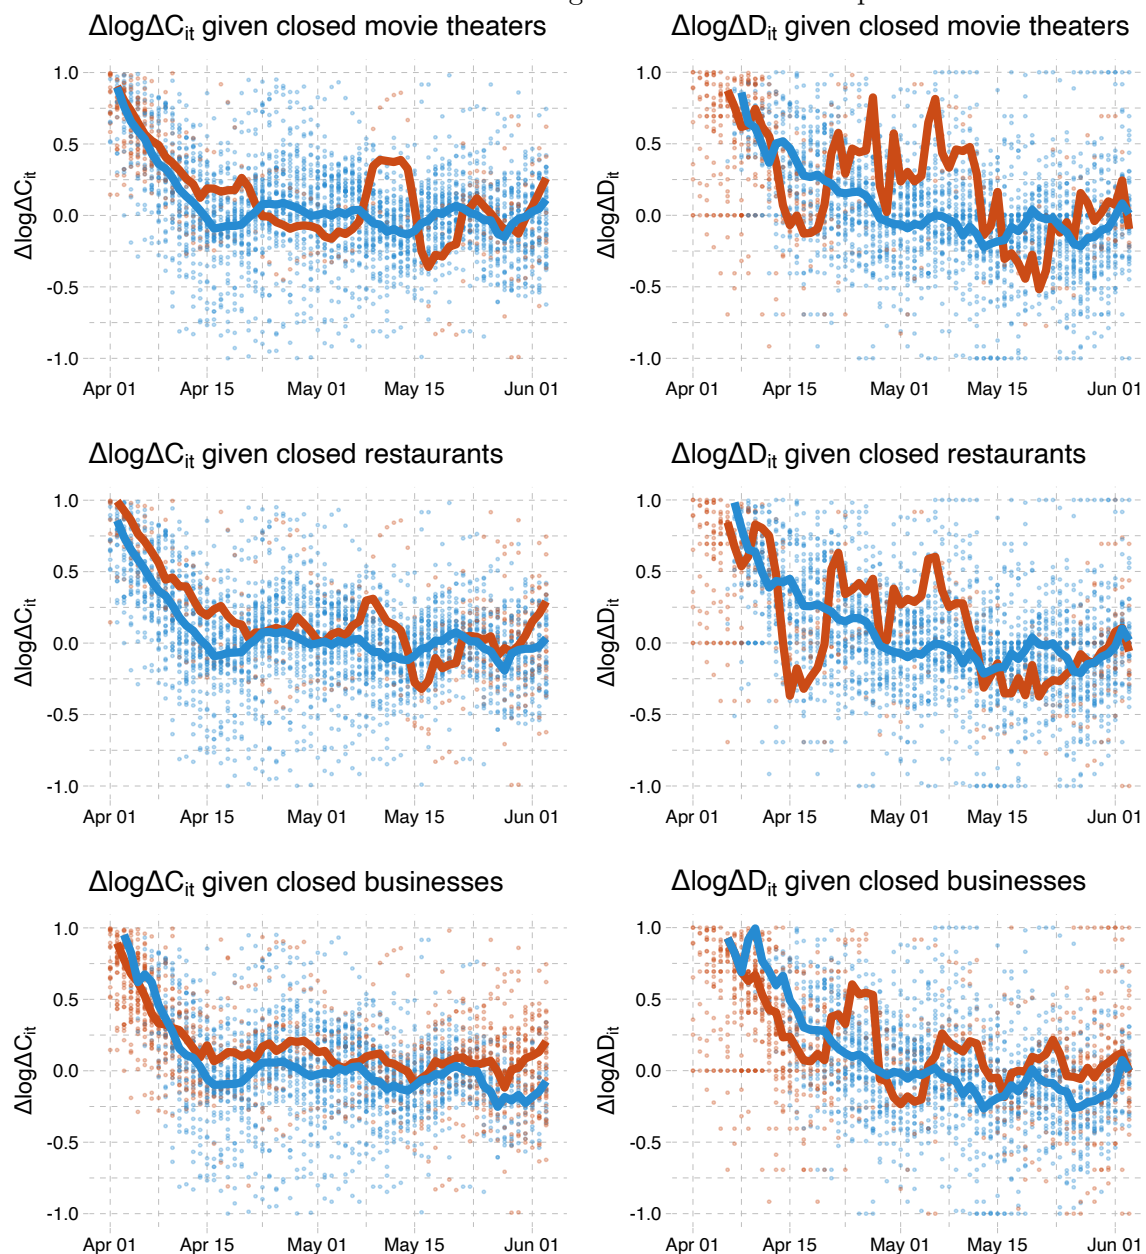 ΔlogΔC_it given closed movie theaters
ΔlogΔC_it
1.0
0.5
0.0
-0.5
-1.0
Apr 01 Apr 15 May 01 May 15 Jun 01
ΔlogΔD_it given closed movie theaters
ΔlogΔD_it
1.0
0.5
0.0
-0.5
-1.0
Apr 01 Apr 15 May 01 May 15 Jun 01
ΔlogΔC_it given closed restaurants
ΔlogΔC_it
1.0
0.5
0.0
-0.5
-1.0
Apr 01 Apr 15 May 01 May 15 Jun 01
ΔlogΔD_it given closed restaurants
ΔlogΔD_it
1.0
0.5
0.0
-0.5
-1.0
Apr 01 Apr 15 May 01 May 15 Jun 01
ΔlogΔC_it given closed businesses
ΔlogΔC_it
1.0
0.5
0.0
-0.5
-1.0
Apr 01 Apr 15 May 01 May 15 Jun 01
ΔlogΔD_it given closed businesses
ΔlogΔD_it
1.0
0.5
0.0
-0.5
-1.0
Apr 01 Apr 15 May 01 May 15 Jun 01